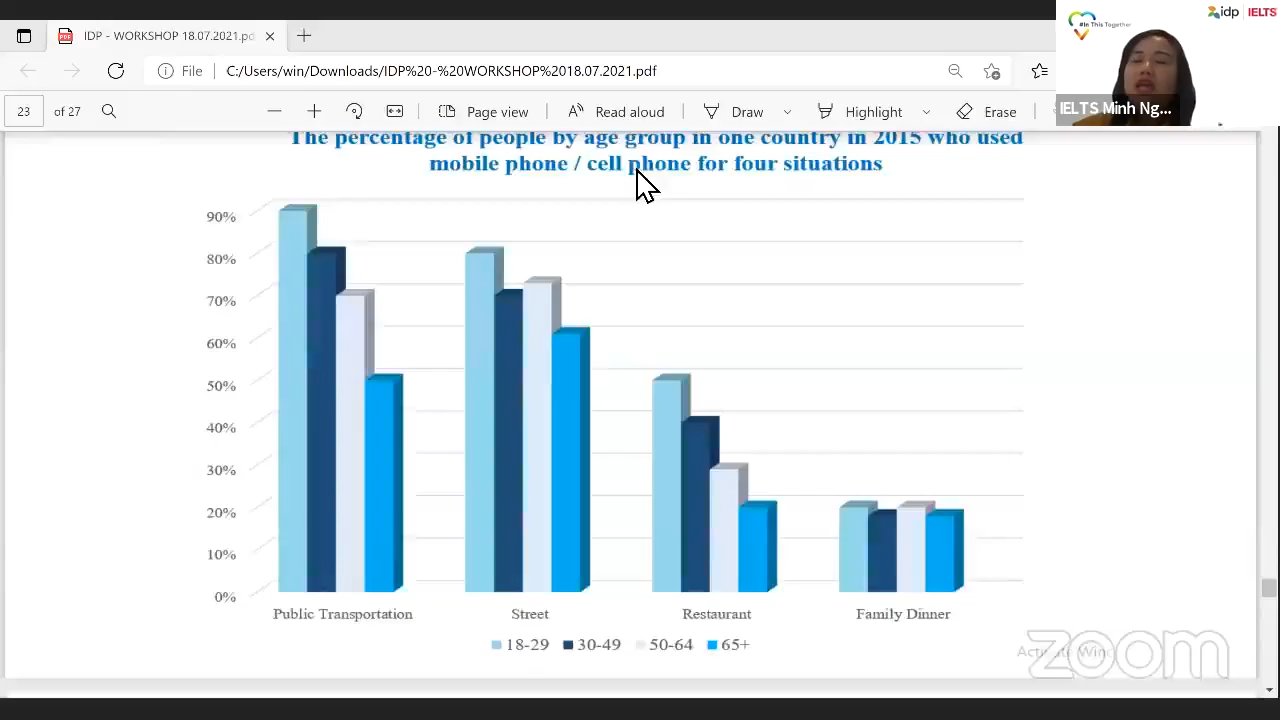 #In This Together
idp IELTS
IDP - WORKSHOP 18.07.2021.pd
File C:/Users/win/Downloads/IDP%20-%20WORKSHOP%2018.07.2021.pdf
23 of 27 Page view Read aloud Draw Highlight Erase
IELTS Minh Ng...
The percentage of people by age group in one country in 2015 who used
mobile phone / cell phone for four situations
90%
80%
70%
60%
50%
40%
30%
20%
10%
0%
Public Transportation Street Restaurant Family Dinner
18-29 30-49 50-64 65+
zoom